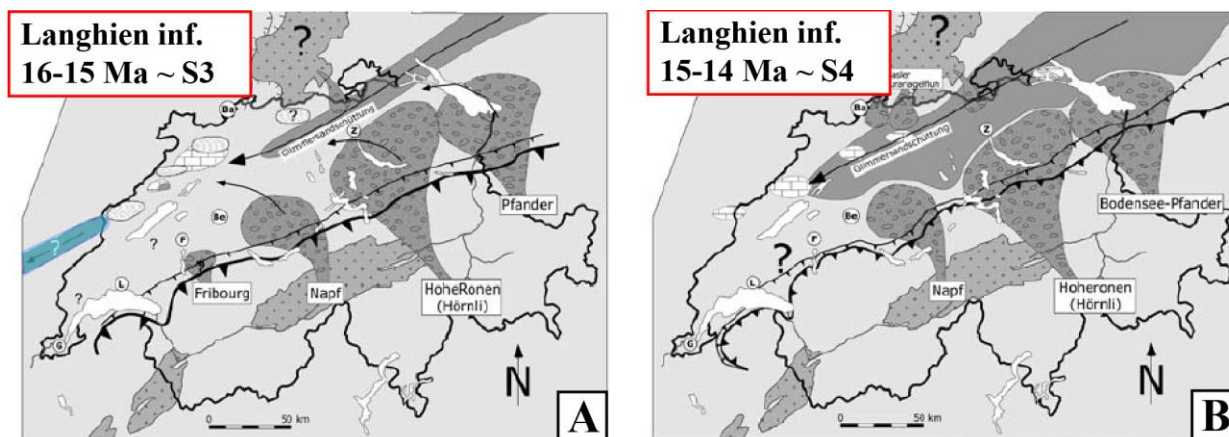 Langhien inf.
16-15 Ma ~ S3
?
Ba
?
Glimmersandschüttung
Z
Pfander
Be
?
?
F
?
Fribourg
Napf
HoheRonen
(Hörnli)
L
?
G
0 50 km
N
A
Langhien inf.
15-14 Ma ~ S4
?
Ba
Glimmersandschüttung
Z
Bodensee-Pfander
Be
F
?
Napf
Hoheronen
(Hörnli)
L
G
0 50 km
N
B